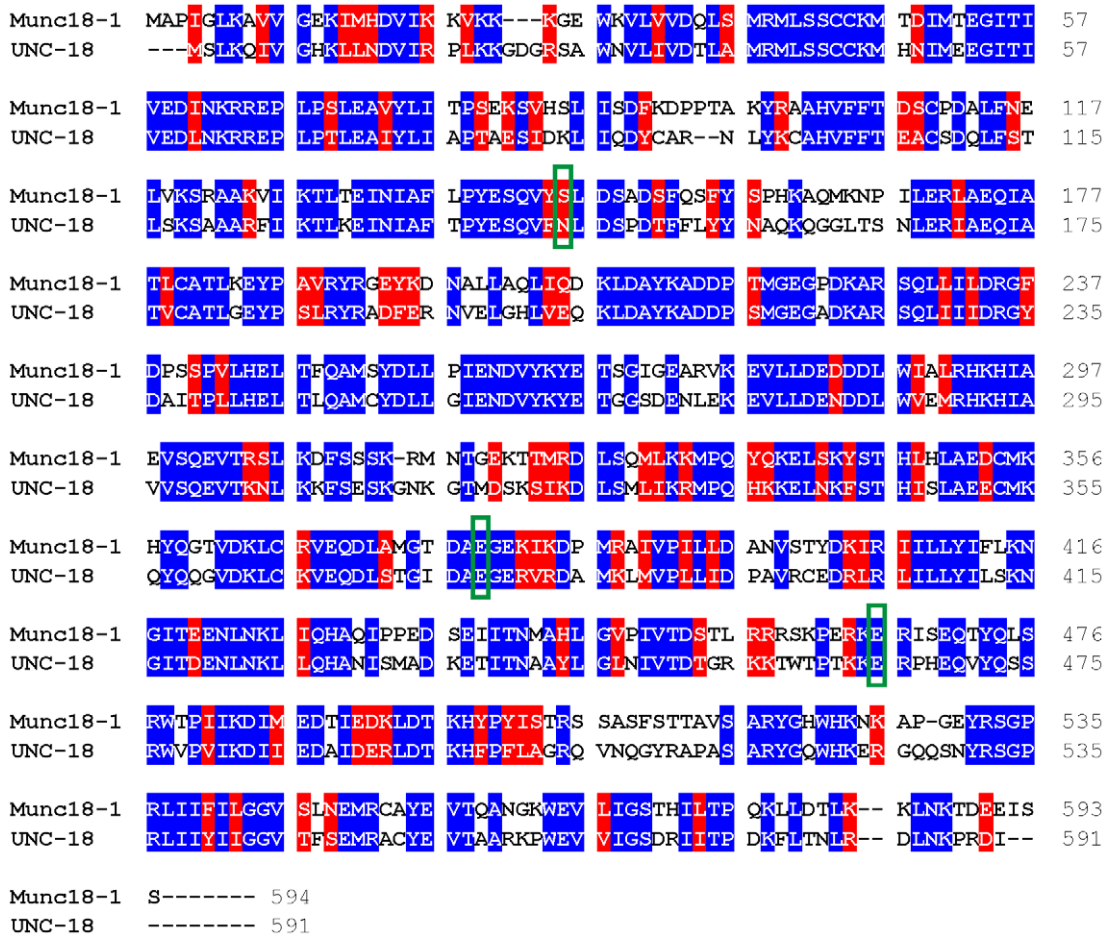 Munc18-1 MAPIGLKAVV GEKIMHDVIK KVKK---KGE WKVLVVDQLS MRMLSSCCKM TDIMTEGITI 57
UNC-18 ---MSLKQIV GHKLLNDVIR PLKKGDGRSA WNVLIVDTLA MRMLSSCCKM HNIMEEGITI 57
Munc18-1 VEDINKRREP LPSLEAVYLI TPSEKSVHSL ISDFKDPPTA KYRAAHVFFT DSCPDALFNE 117
UNC-18 VEDLNKRREP LPTLEAIYLI APTAESIDKL IQDYCAR--N LYKCAHVFFT EACSDQLFST 115
Munc18-1 LVKSRAAKVI KTLTEINIAF LPYESQVYSL DSADSFQSFY SPHKAQMKNP ILERLAEQIA 177
UNC-18 LSKSAAARFI KTLKEINIAF TPYESQVFNL DSPDTFFLYY NAQKQGGLTS NLERIAEQIA 175
Munc18-1 TLCATLKEYP AVRYRGEYKD NALLAQLIQD KLDAYKADDP TMGEGPDKAR SQLLILDRGF 237
UNC-18 TVCATLGEYP SLRYRADFER NVELGHLVEQ KLDAYKADDP SMGEGADKAR SQLIIIDRGY 235
Munc18-1 DPSSPVLHEL TFQAMSYDLL PIENDVYKYE TSGIGEARVK EVLLDEDDDL WIALRHKHIA 297
UNC-18 DAITPLLHEL TLQAMCYDLL GIENDVYKYE TGGSDENLEK EVLLDENDDL WVEMRHKHIA 295
Munc18-1 EVSQEVTRSL KDFSSSK-RM NTGEKTTMRD LSQMLKKMPQ YQKELSKYST HLHLAEDCMK 356
UNC-18 VVSQEVTKNL KKFSESKGNK GTMDSKSIKD LSMLIKRMPQ HKKELNKFST HISLAEECMK 355
Munc18-1 HYQGTVDKLC RVEQDLAMGT DAEGEKIKDP MRAIVPILLD ANVSTYDKIR IILLYIFLKN 416
UNC-18 QYQQGVDKLC KVEQDLSTGI DAEGERVRDA MKLMVPLLID PAVRCEDRLR LILLYILSKN 415
Munc18-1 GITEENLNKL IQHAQIPPED SEIITNMAHL GVPIVTDSTL RRRSKPERKE RISEQTYQLS 476
UNC-18 GITDENLNKL LQHANISMAD KETITNAAYL GLNIVTDTGR KKTWTPTKKE RPHEQVYQSS 475
Munc18-1 RWTPIIKDIM EDTIEDKLDT KHYPYISTRS SASFSTTAVS ARYGHWHKNK AP-GEYRSGP 535
UNC-18 RWVPVIKDII EDAIDERLDT KHFPFLAGRQ VNQGYRAPAS ARYGQWHKER GQQSNYRSGP 535
Munc18-1 RLIIFILGGV SLNEMRCAYE VTQANGKWEV LIGSTHILTP QKLLDTLK-- KLNKTDEEIS 593
UNC-18 RLIIYIIGGV TFSEMRACYE VTAARKPWEV VIGSDRIITP DKFLTNLR-- DLNKPRDI-- 591
Munc18-1 S-------- 594
UNC-18 --------- 591